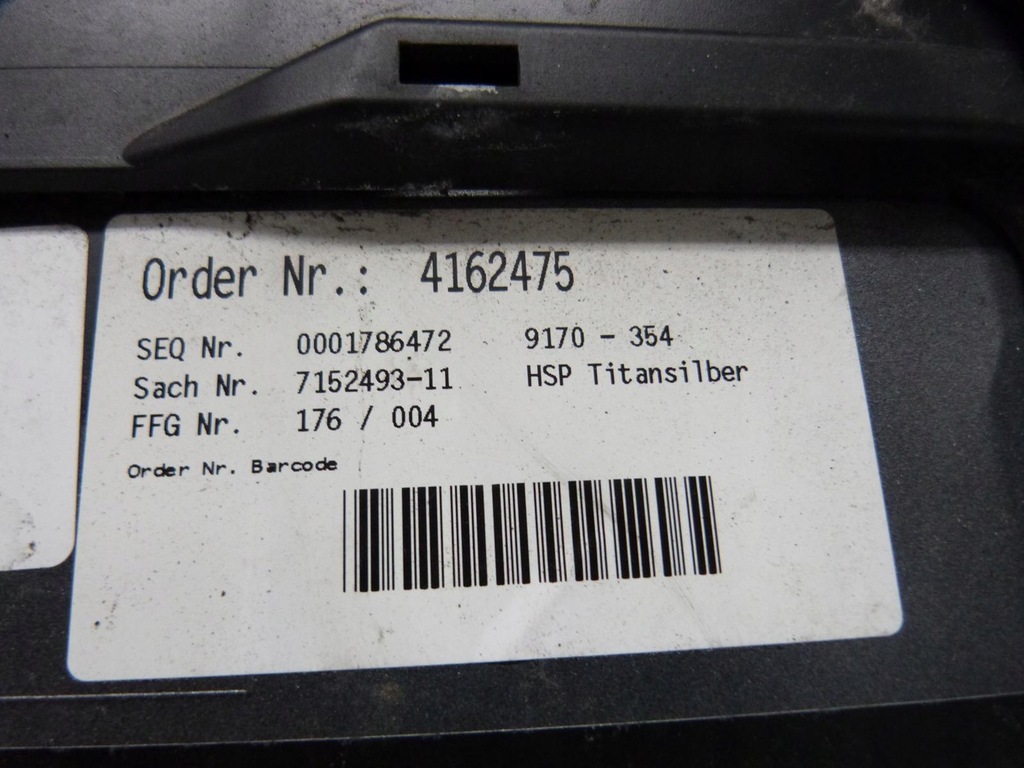 Order Nr.: 4162475
SEQ Nr. 0001786472 9170 - 354
Sach Nr. 7152493-11 HSP Titansilber
FFG Nr. 176 / 004
Order Nr. Barcode